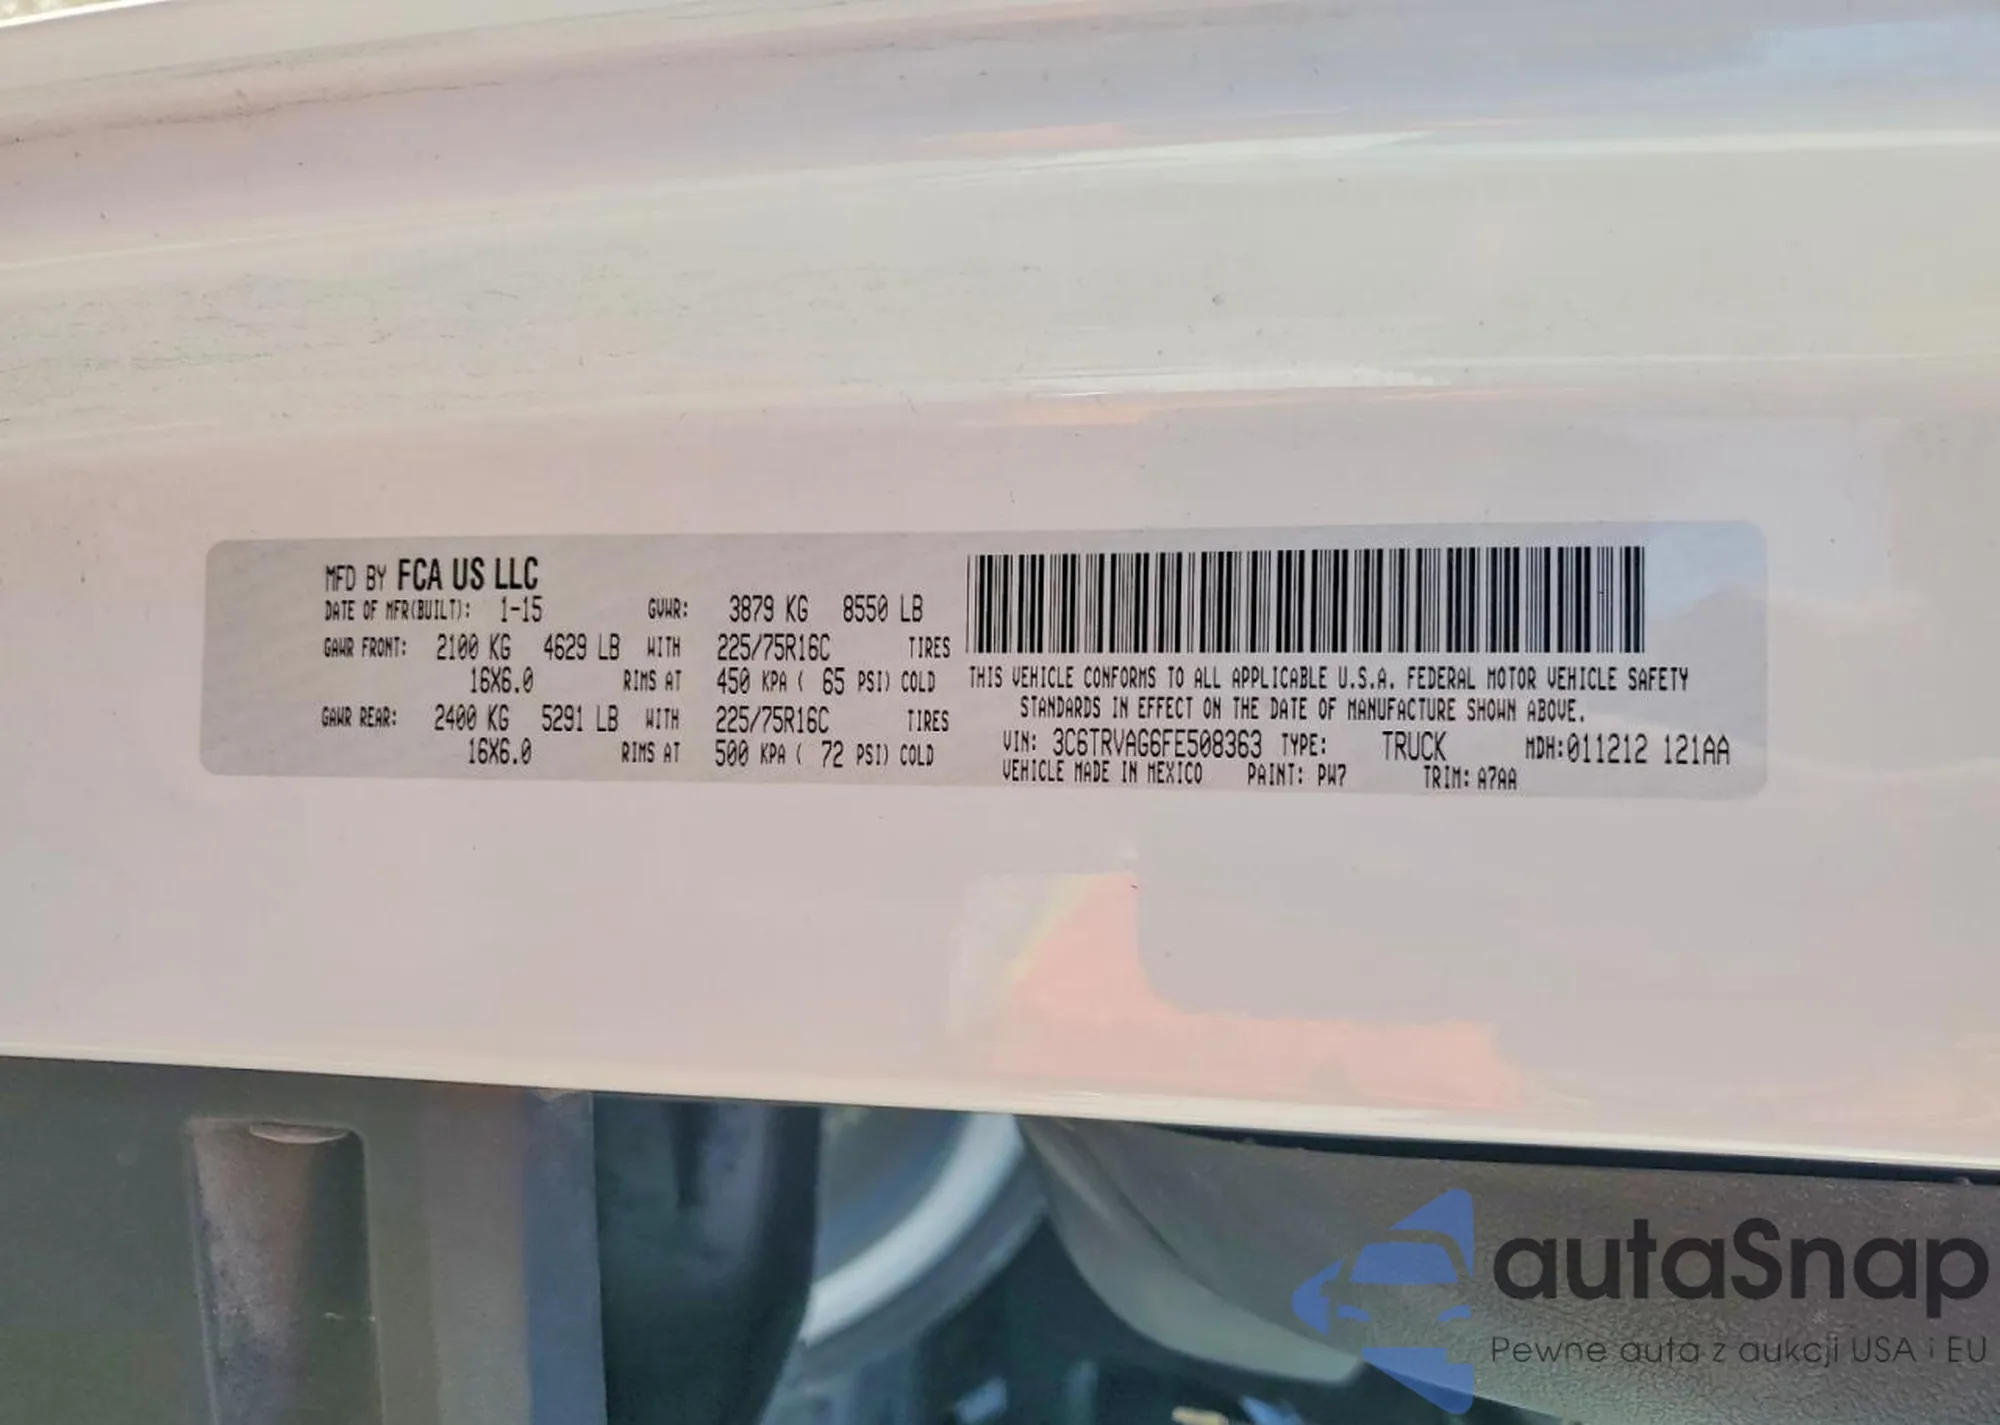 MFD BY FCA US LLC
DATE OF MFR(BUILT): 1-15 GVWR: 3879 KG 8550 LB
GAWR FRONT: 2100 KG 4629 LB WITH 225/75R16C TIRES
16X6.0 RIMS AT 450 KPA ( 65 PSI) COLD
GAWR REAR: 2400 KG 5291 LB WITH 225/75R16C TIRES
16X6.0 RIMS AT 500 KPA ( 72 PSI) COLD
THIS VEHICLE CONFORMS TO ALL APPLICABLE U.S.A. FEDERAL MOTOR VEHICLE SAFETY
STANDARDS IN EFFECT ON THE DATE OF MANUFACTURE SHOWN ABOVE.
VIN: 3C6TRVAG6FE508363 TYPE: TRUCK MDH:011212 121AA
VEHICLE MADE IN MEXICO PAINT: PW7 TRIM: A7AA
autaSnap
Pewne auta z aukcji USA i EU